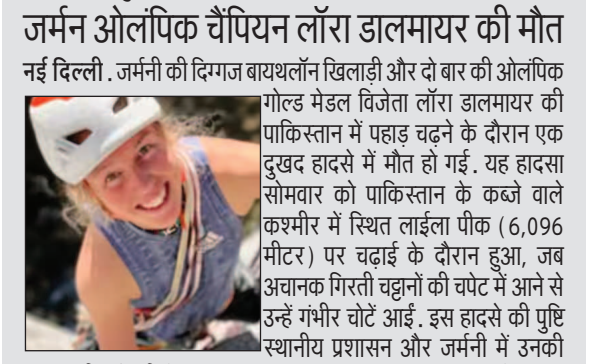 जर्मन ओलंपिक चैंपियन लॉरा डालमायर की मौत
नई दिल्ली. जर्मनी की दिग्गज बायथलॉन खिलाड़ी और दो बार की ओलंपिक
गोल्ड मेडल विजेता लॉरा डालमायर की
पाकिस्तान में पहाड़ चढ़ने के दौरान एक
दुखद हादसे में मौत हो गई. यह हादसा
सोमवार को पाकिस्तान के कब्जे वाले
कश्मीर में स्थित लाईला पीक (6,096
मीटर) पर चढ़ाई के दौरान हुआ, जब
अचानक गिरती चट्टानों की चपेट में आने से
उन्हें गंभीर चोटें आईं. इस हादसे की पुष्टि
स्थानीय प्रशासन और जर्मनी में उनकी